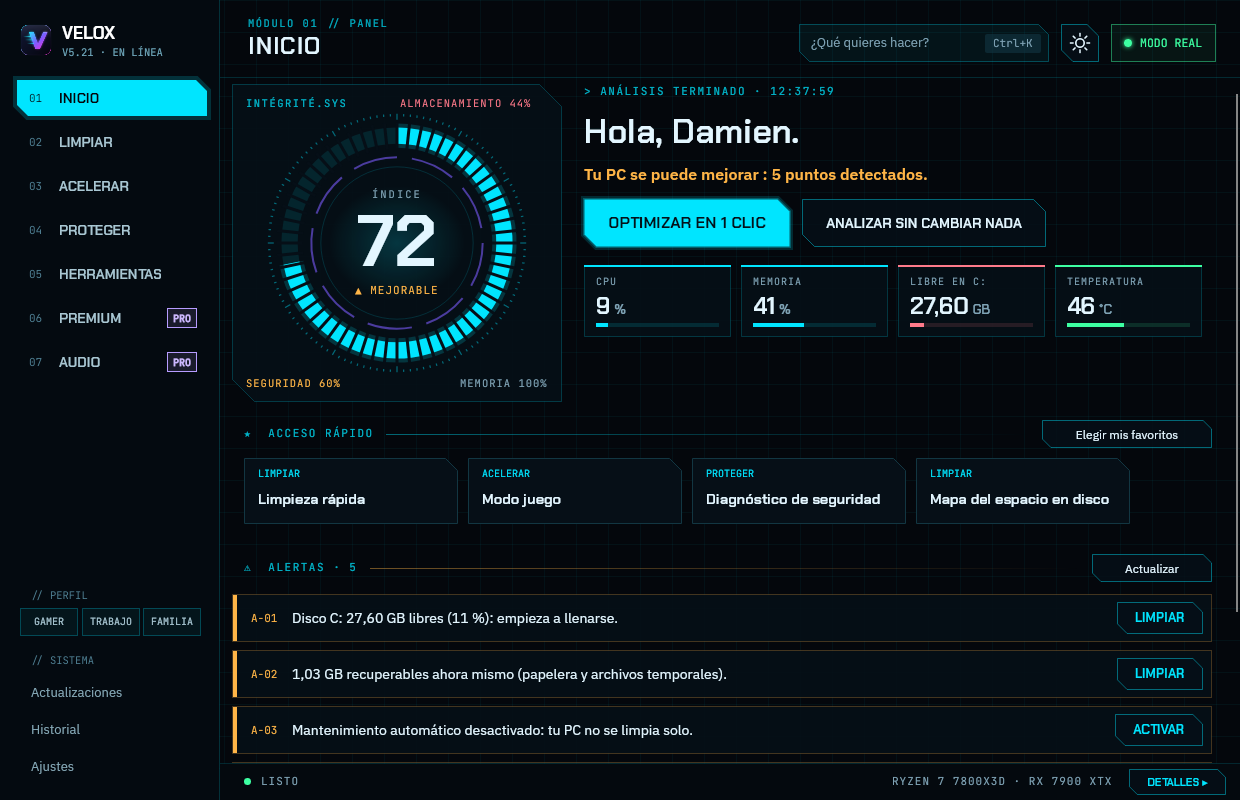 VELOX
V5.21 · EN LÍNEA
01 INICIO
02 LIMPIAR
03 ACELERAR
04 PROTEGER
05 HERRAMIENTAS
06 PREMIUM PRO
07 AUDIO PRO
// PERFIL
GAMER TRABAJO FAMILIA
// SISTEMA
Actualizaciones
Historial
Ajustes
MÓDULO 01 // PANEL
INICIO
¿Qué quieres hacer? Ctrl+K
MODO REAL
INTÉGRITÉ.SYS ALMACENAMIENTO 44%
ÍNDICE
72
▲ MEJORABLE
SEGURIDAD 60% MEMORIA 100%
> ANÁLISIS TERMINADO · 12:37:59
Hola, Damien.
Tu PC se puede mejorar : 5 puntos detectados.
OPTIMIZAR EN 1 CLIC ANALIZAR SIN CAMBIAR NADA
CPU
9 %
MEMORIA
41 %
LIBRE EN C:
27,60 GB
TEMPERATURA
46 °C
★ ACCESO RÁPIDO
Elegir mis favoritos
LIMPIAR
Limpieza rápida
ACELERAR
Modo juego
PROTEGER
Diagnóstico de seguridad
LIMPIAR
Mapa del espacio en disco
⚠ ALERTAS · 5
Actualizar
A-01 Disco C: 27,60 GB libres (11 %): empieza a llenarse. LIMPIAR
A-02 1,03 GB recuperables ahora mismo (papelera y archivos temporales). LIMPIAR
A-03 Mantenimiento automático desactivado: tu PC no se limpia solo. ACTIVAR
LISTO
RYZEN 7 7800X3D · RX 7900 XTX
DETALLES ▸